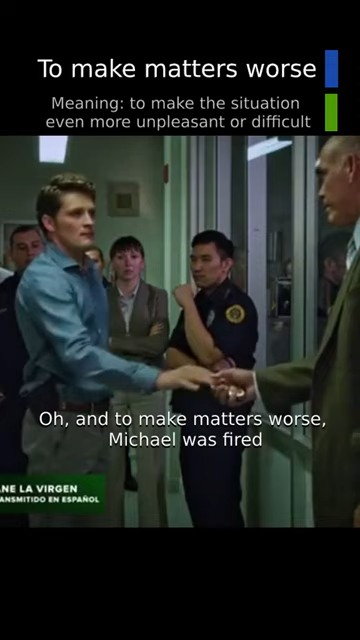 To make matters worse
Meaning: to make the situation
even more unpleasant or difficult
Oh, and to make matters worse,
Michael was fired
ANE LA VIRGEN
ANSMITIDO EN ESPAÑOL